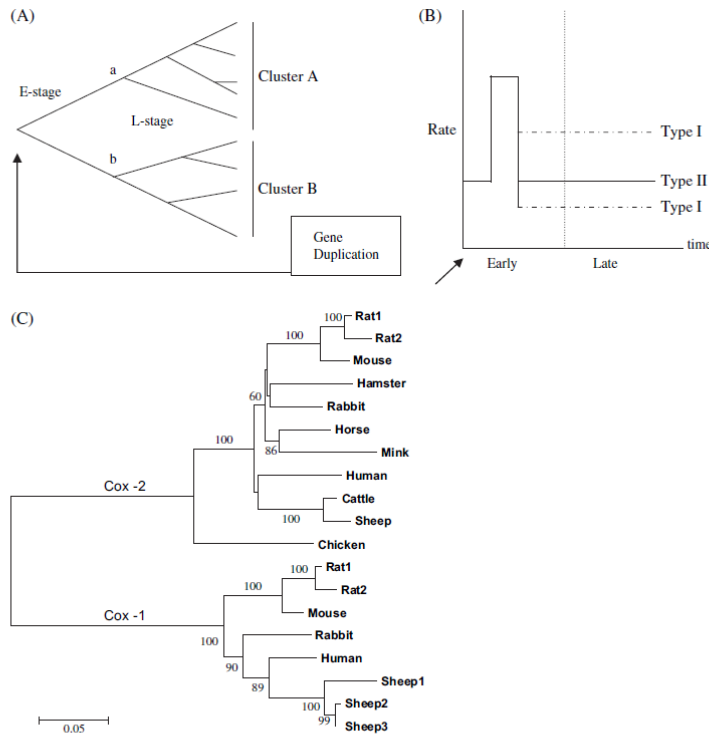 (A)
a
E-stage
Cluster A
L-stage
b
Cluster B
Gene
Duplication
(B)
Rate
Type I
Type II
Type I
time
Early
Late
(C)
100
Rat1
100
Rat2
Mouse
Hamster
60
Rabbit
Horse
100
86
Mink
Human
Cox -2
Cattle
100
Sheep
Chicken
100
Rat1
100
Rat2
Cox -1
Mouse
100
Rabbit
90
Human
89
Sheep1
100
Sheep2
99
Sheep3
0.05